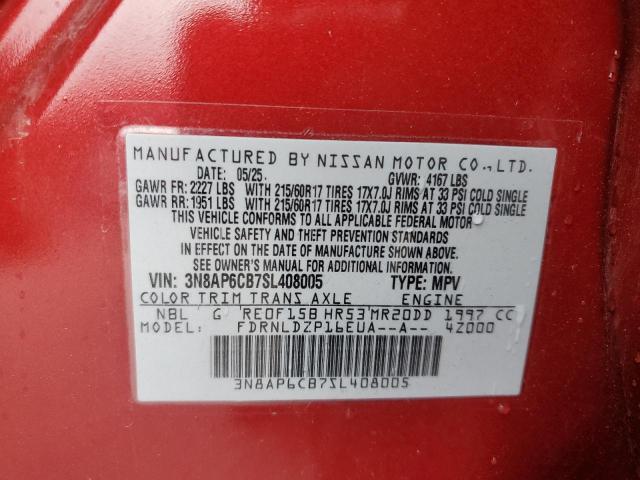 MANUFACTURED BY NISSAN MOTOR CO., LTD.
DATE: 05/25. GVWR: 4167 LBS
GAWR FR: 2227 LBS WITH 215/60R17 TIRES 17X7.0J RIMS AT 33 PSI COLD SINGLE
GAWR RR: 1951 LBS WITH 215/60R17 TIRES 17X7.0J RIMS AT 33 PSI COLD SINGLE
THIS VEHICLE CONFORMS TO ALL APPLICABLE FEDERAL MOTOR
VEHICLE SAFETY AND THEFT PREVENTION STANDARDS
IN EFFECT ON THE DATE OF MANUFACTURE SHOWN ABOVE.
SEE OWNER'S MANUAL FOR ADDITIONAL INFORMATION.
VIN: 3N8AP6CB7SL408005 TYPE: MPV
COLOR TRIM TRANS AXLE ENGINE
NBL G RE0F15B HR53 MR20DD 1997 CC
MODEL: FDRNLDZP16EUA--A-- 4Z000
3N8AP6CB7SL408005